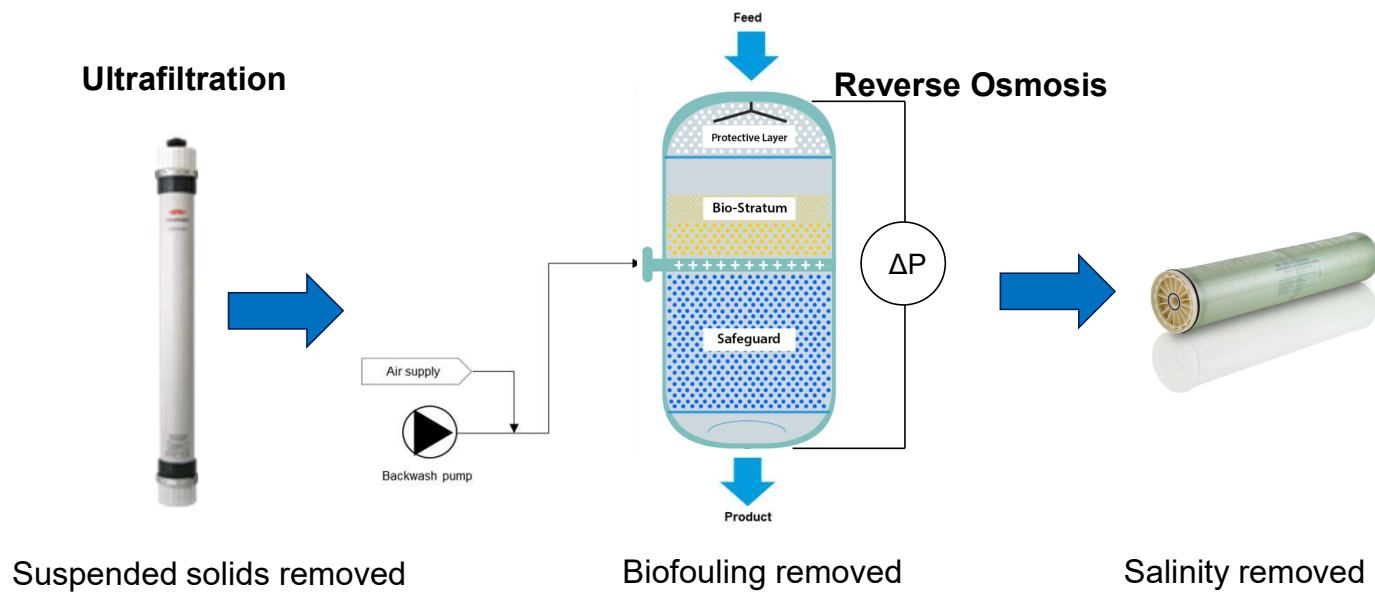 Feed
Ultrafiltration
Reverse Osmosis
Protective Layer
Bio-Stratum
ΔP
Safeguard
Air supply
Backwash pump
Product
Suspended solids removed
Biofouling removed
Salinity removed